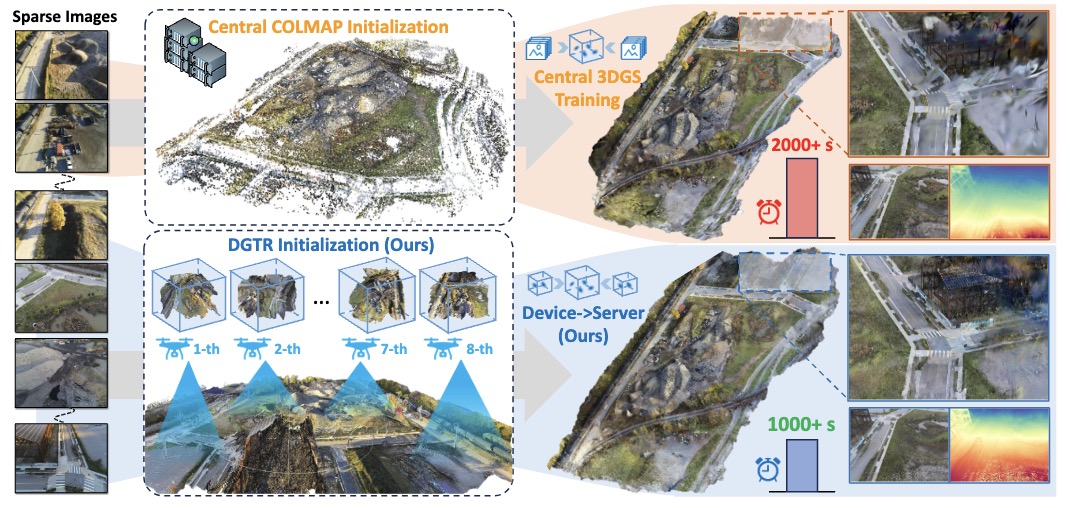 Sparse Images
Central COLMAP Initialization
Central 3DGS
Training
2000+ s
DGTR Initialization (Ours)
...
1-th
2-th
7-th
8-th
Device->Server
(Ours)
1000+ s